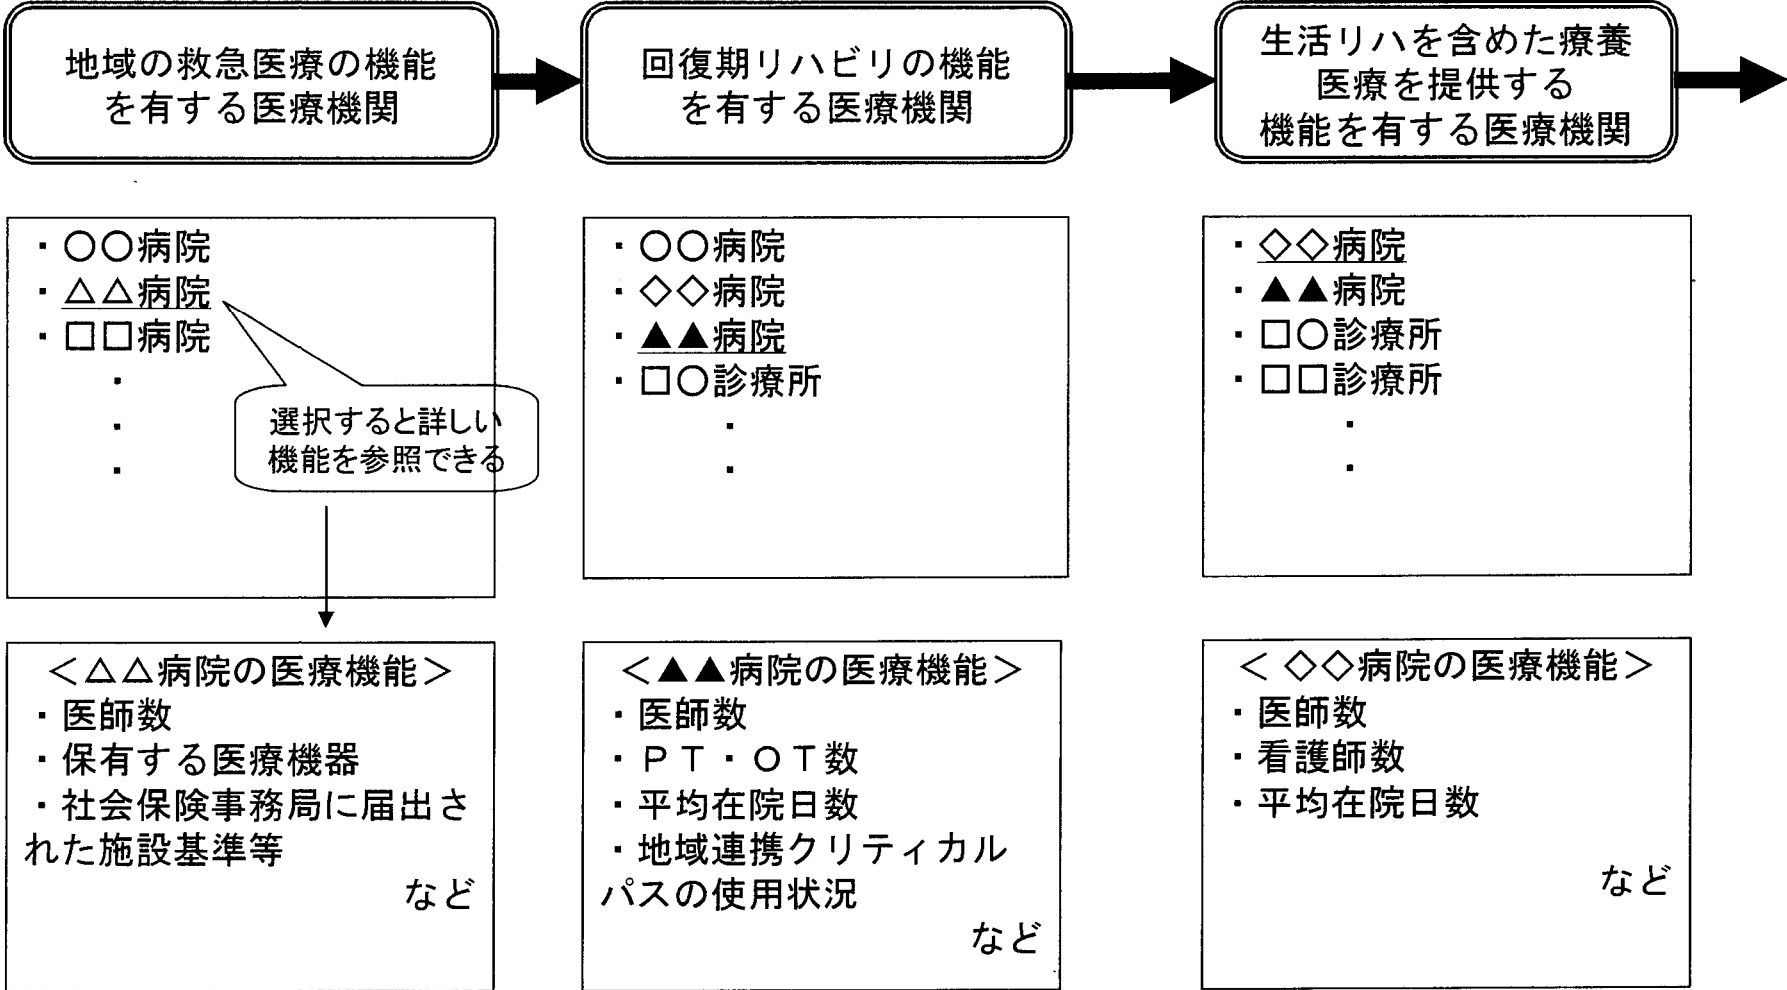 地域の救急医療の機能
を有する医療機関
回復期リハビリの機能
を有する医療機関
生活リハを含めた療養
医療を提供する
機能を有する医療機関
・〇〇病院
・△△病院
・□□病院
・
・
・
選択すると詳しい
機能を参照できる
・〇〇病院
・◇◇病院
・▲▲病院
・□〇診療所
・
・
・◇◇病院
・▲▲病院
・□〇診療所
・□□診療所
・
・
＜△△病院の医療機能＞
・医師数
・保有する医療機器
・社会保険事務局に届出さ
れた施設基準等
など
＜▲▲病院の医療機能＞
・医師数
・ＰＴ・ＯＴ数
・平均在院日数
・地域連携クリティカル
パスの使用状況
など
＜ ◇◇病院の医療機能＞
・医師数
・看護師数
・平均在院日数
など